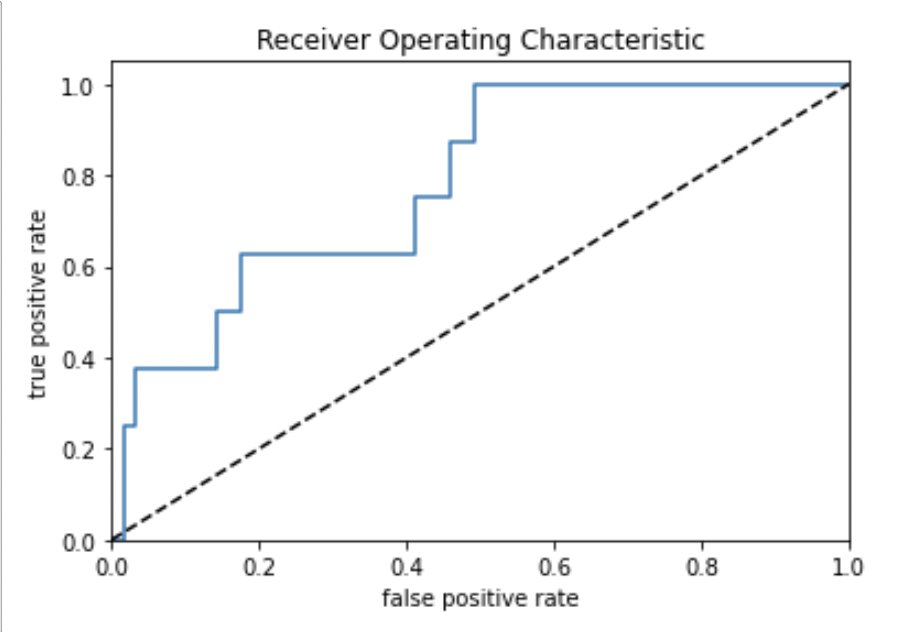 Receiver Operating Characteristic
1.0
0.8
0.6
0.4
0.2
0.0
true positive rate
0.0 0.2 0.4 0.6 0.8 1.0
false positive rate